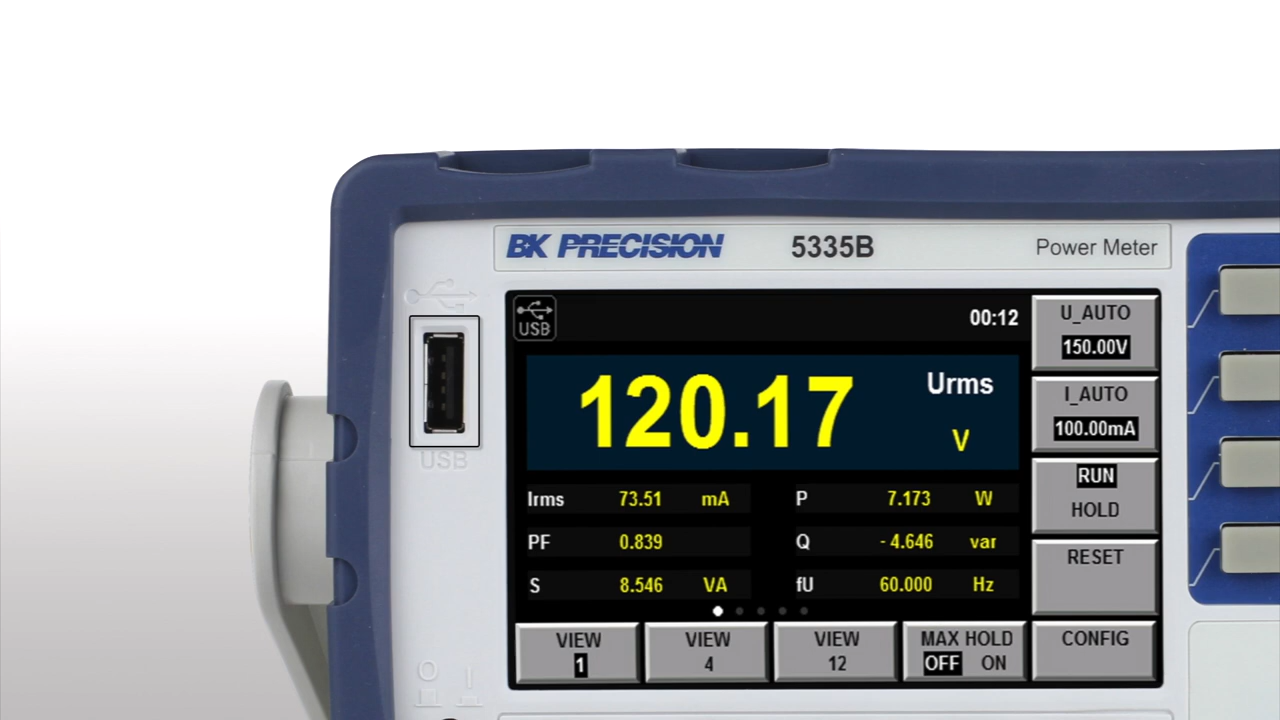 BK PRECISION 5335B Power Meter
USB 00:12
U_AUTO
150.00V
120.17 Urms
V
I_AUTO
100.00mA
Irms 73.51 mA P 7.173 W
RUN
HOLD
PF 0.839 Q - 4.646 var
RESET
S 8.546 VA fU 60.000 Hz
VIEW
1
VIEW
4
VIEW
12
MAX HOLD
OFF ON
CONFIG
USB
O I